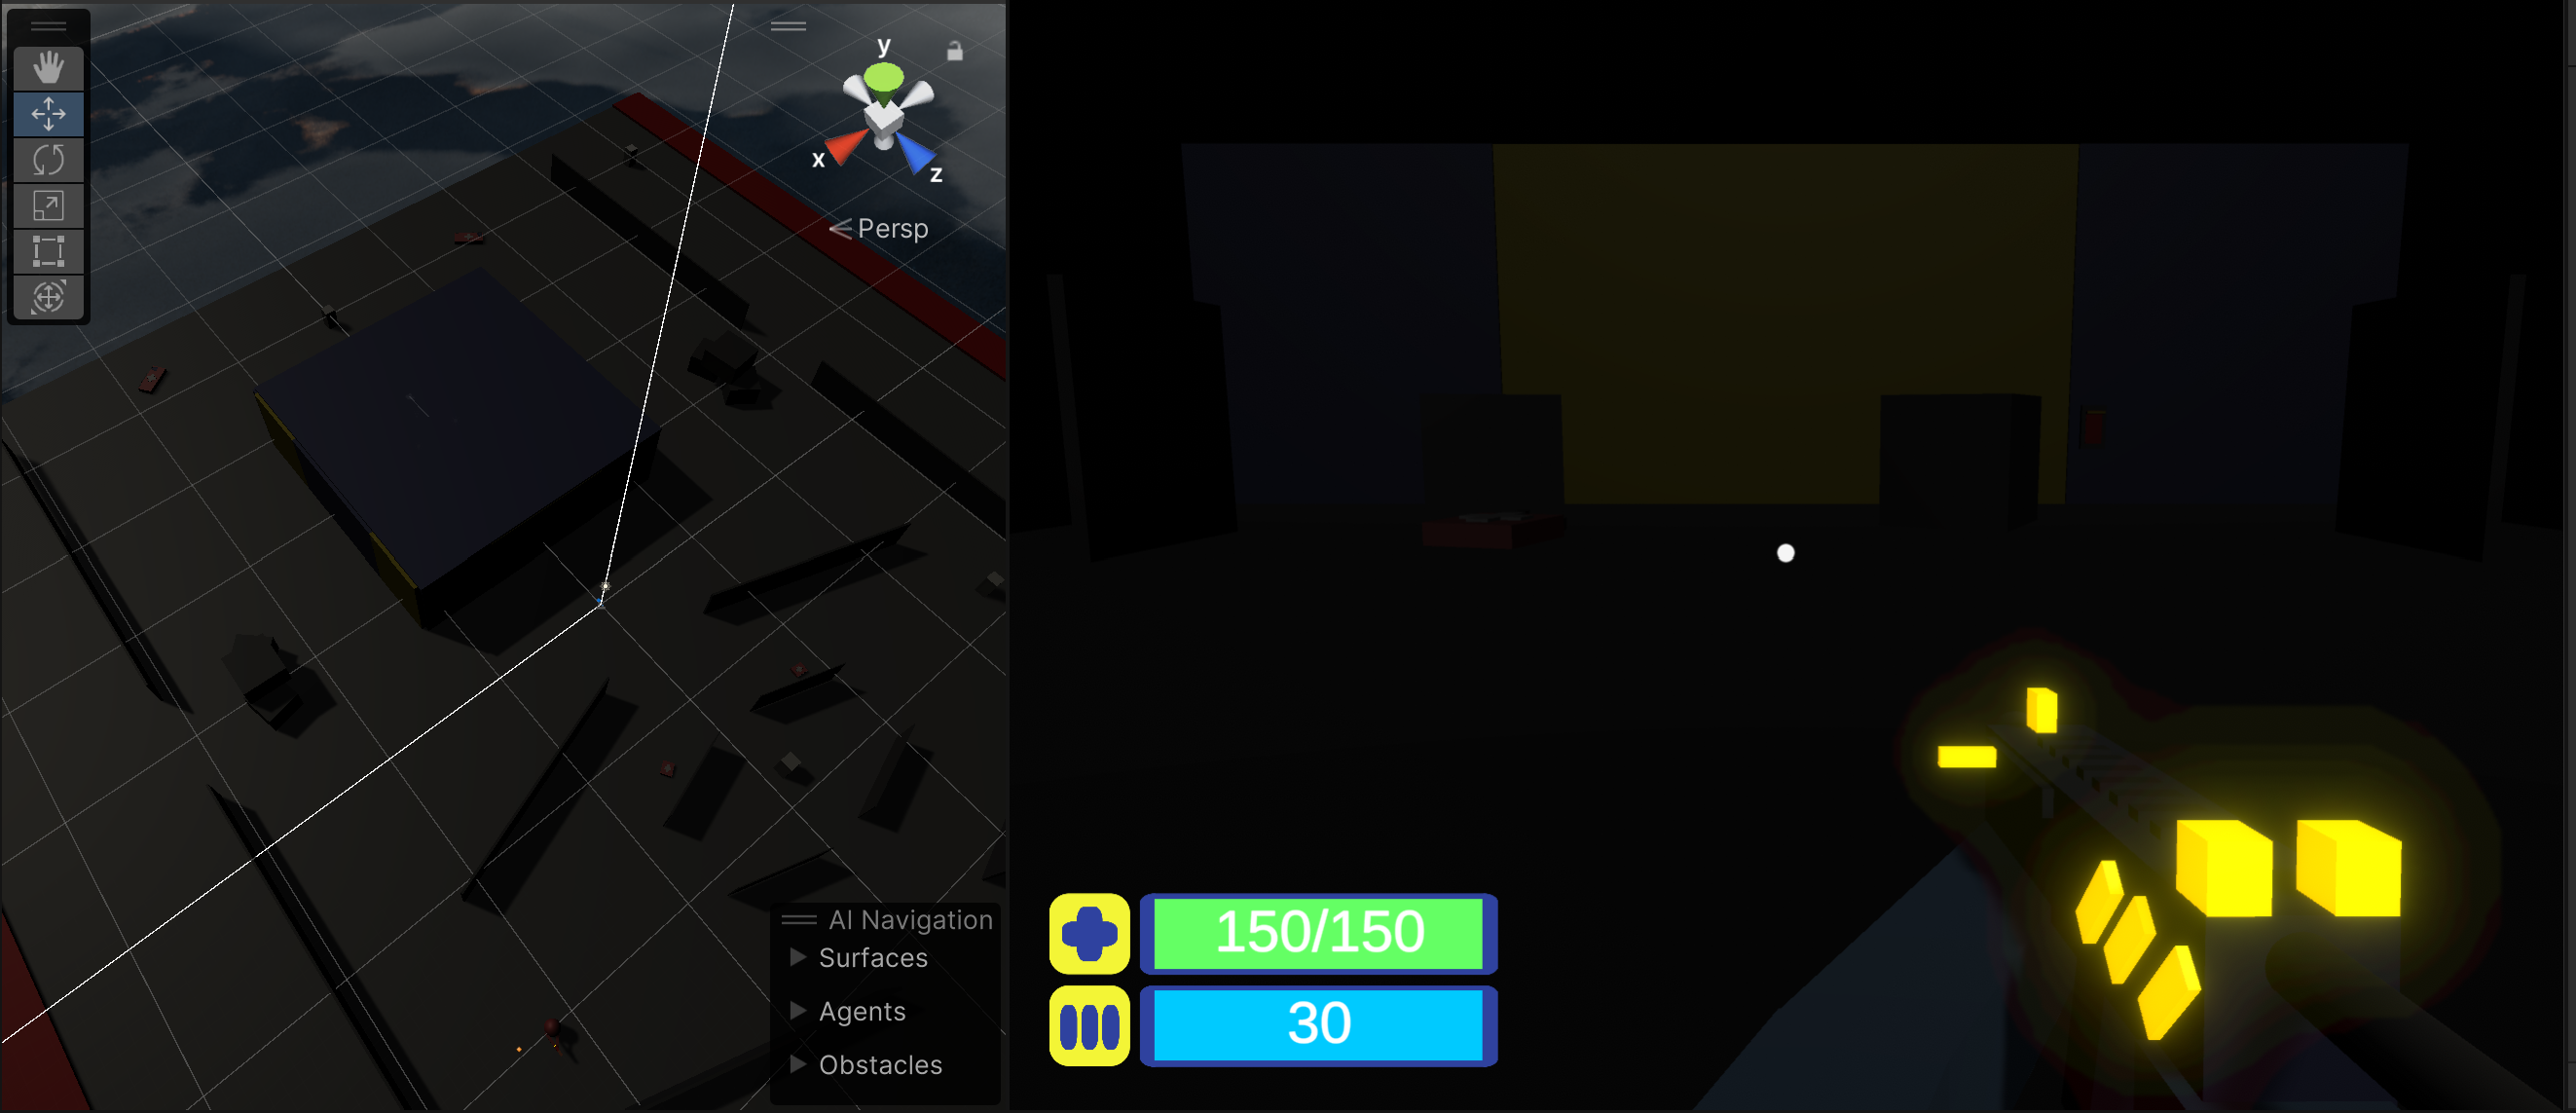 y
x
z
Persp
AI Navigation
Surfaces
Agents
Obstacles
150/150
30